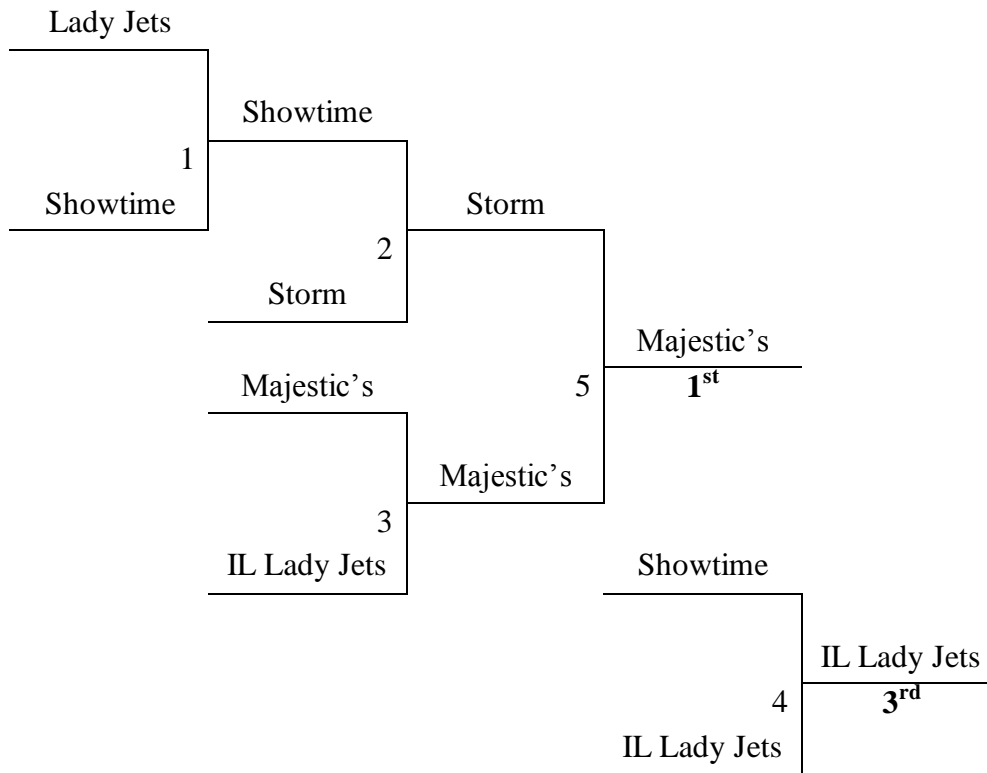 Lady Jets
Showtime
1
Showtime
Storm
2
Storm
Majestic’s
Majestic’s
5
1st
Majestic’s
3
IL Lady Jets
Showtime
IL Lady Jets
4
3rd
IL Lady Jets